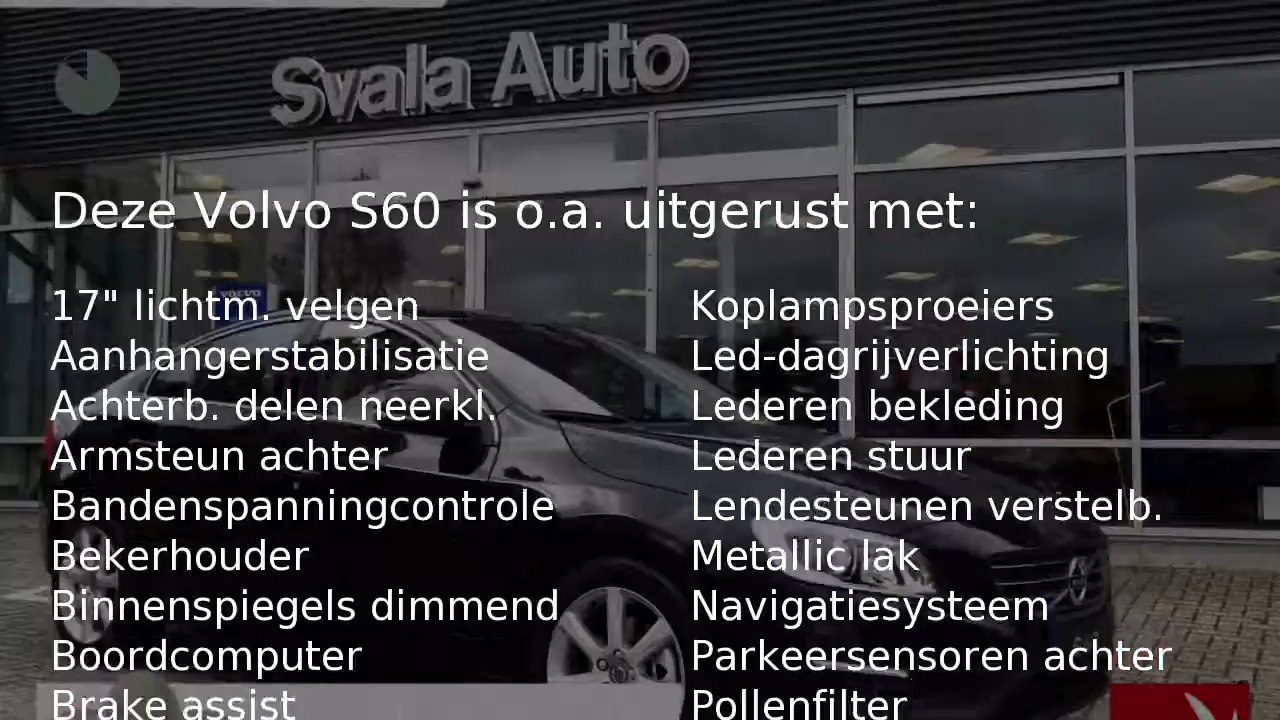 Svala Auto
Deze Volvo S60 is o.a. uitgerust met:
VOLVO
17" lichtm. velgen
Aanhangerstabilisatie
Achterb. delen neerkl.
Armsteun achter
Bandenspanningcontrole
Bekerhouder
Binnenspiegels dimmend
Boordcomputer
Brake assist
Koplampsproeiers
Led-dagrijverlichting
Lederen bekleding
Lederen stuur
Lendesteunen verstelb.
Metallic lak
Navigatiesysteem
Parkeersensoren achter
Pollenfilter